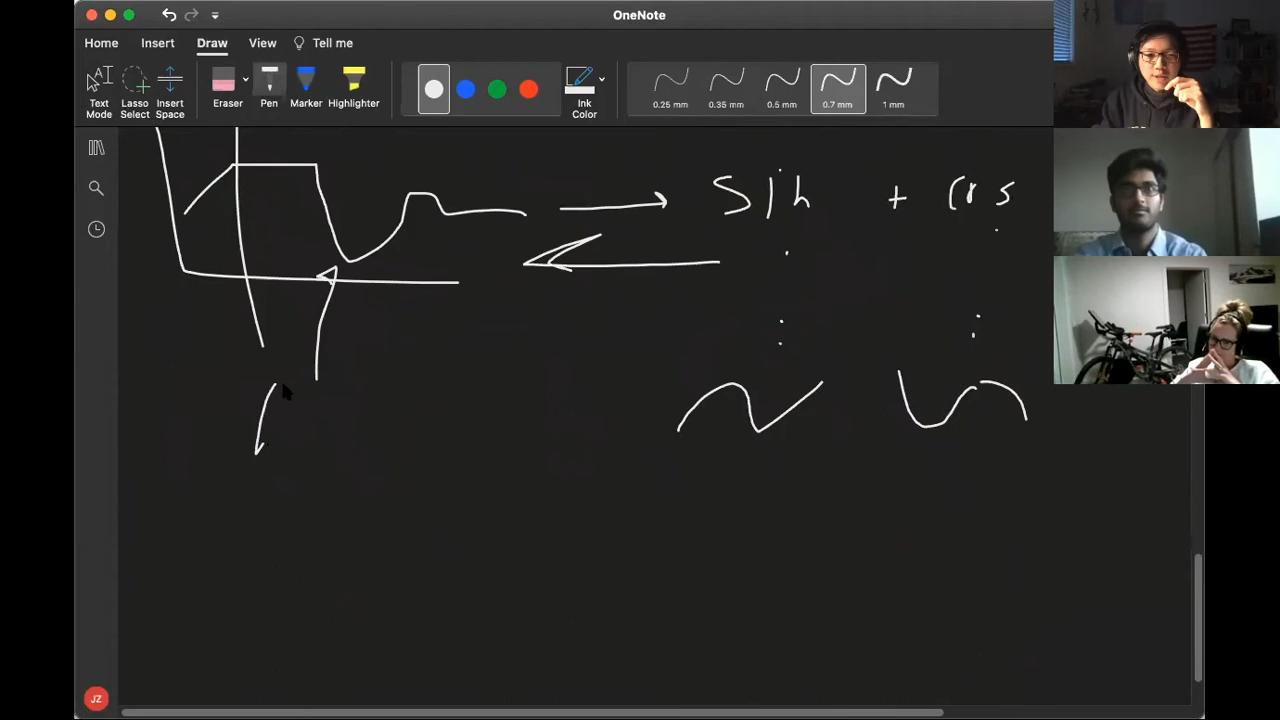 OneNote
Home Insert Draw View Tell me
Text Mode Lasso Select Insert Space Eraser Pen Marker Highlighter Ink Color 0.25 mm 0.35 mm 0.5 mm 0.7 mm 1 mm
Sin + Cos
JZ